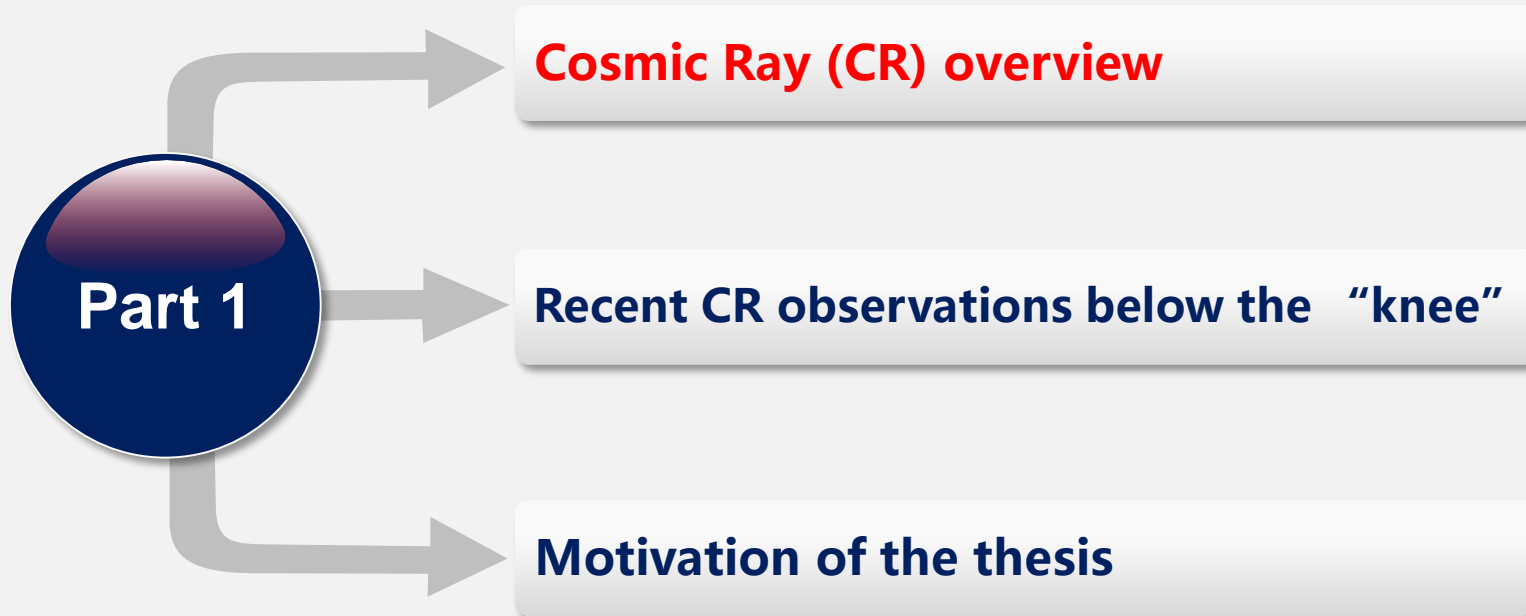 Cosmic Ray (CR) overview
Part 1
Recent CR observations below the “knee”
Motivation of the thesis